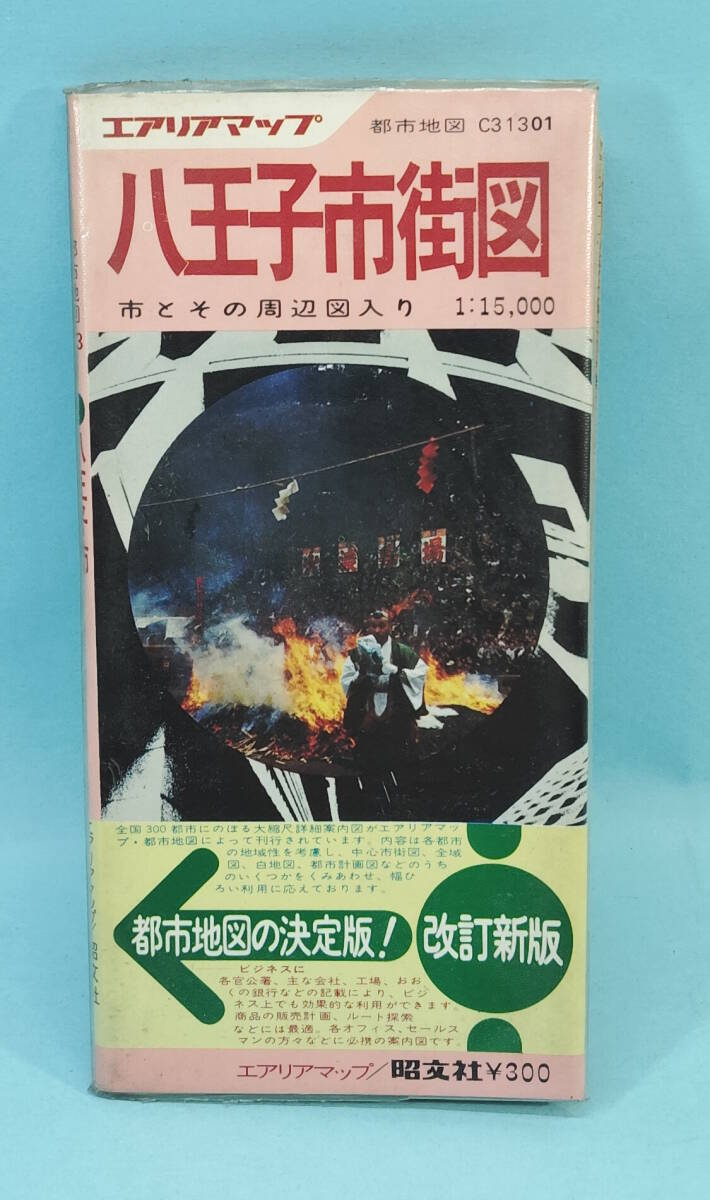 エアリアマップ
都市地図 C31301
八王子市街図
市とその周辺図入り 1:15,000
全国300都市にのぼる大縮尺詳細案内図がエアリアマッ
プ・都市地図によって刊行されています。内容は各都市
の地域性を考慮し、中心市街図、全域
図、白地図、都市計画図などのうち
のいくつかをくみあわせ、幅ひ
ろい利用に応えております。
都市地図の決定版!
改訂新版
ビジネスに
各官公署、主な会社、工場、おお
くの銀行などの記載により、ビジ
ネス上でも効果的な利用ができます。
商品の販売計画、ルート探索
などには最適。各オフィス、セールス
マンの方々などに必携の案内図です。
エアリアマップ/昭文社¥300